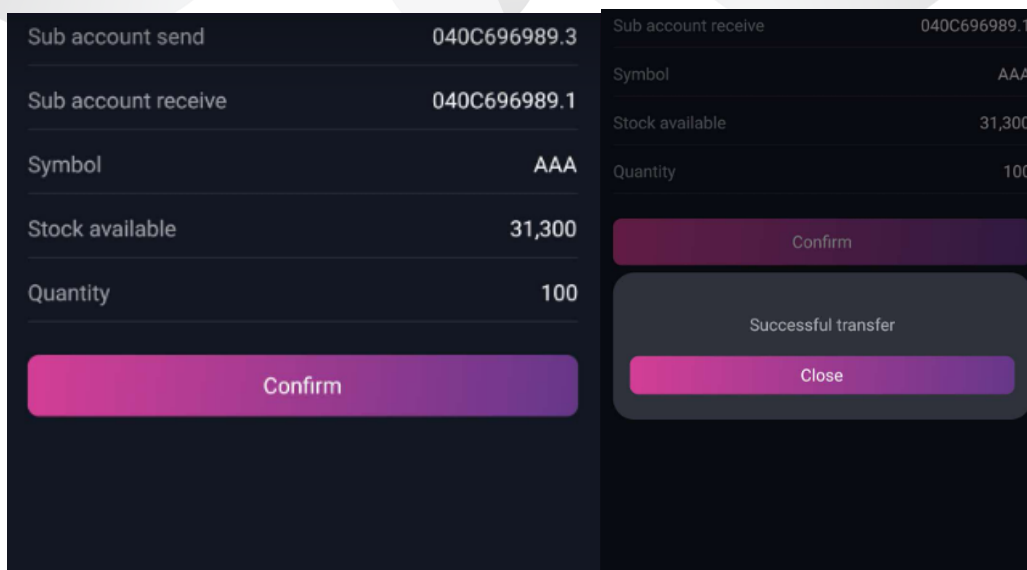 Sub account send 040C696989.3
Sub account receive 040C696989.1
Symbol AAA
Stock available 31,300
Quantity 100
Confirm
Sub account receive 040C696989.1
Symbol AAA
Stock available 31,300
Quantity 100
Confirm
Successful transfer
Close